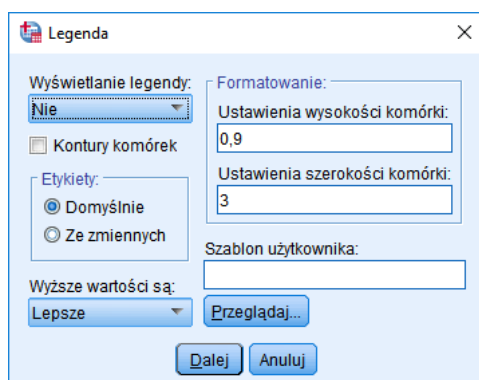 Legenda
Wyświetlanie legendy:
Nie
Kontury komórek
Etykiety:
Domyślnie
Ze zmiennych
Wyższe wartości są:
Lepsze
Formatowanie:
Ustawienia wysokości komórki:
0,9
Ustawienia szerokości komórki:
3
Szablon użytkownika:
Przeglądaj...
Dalej
Anuluj